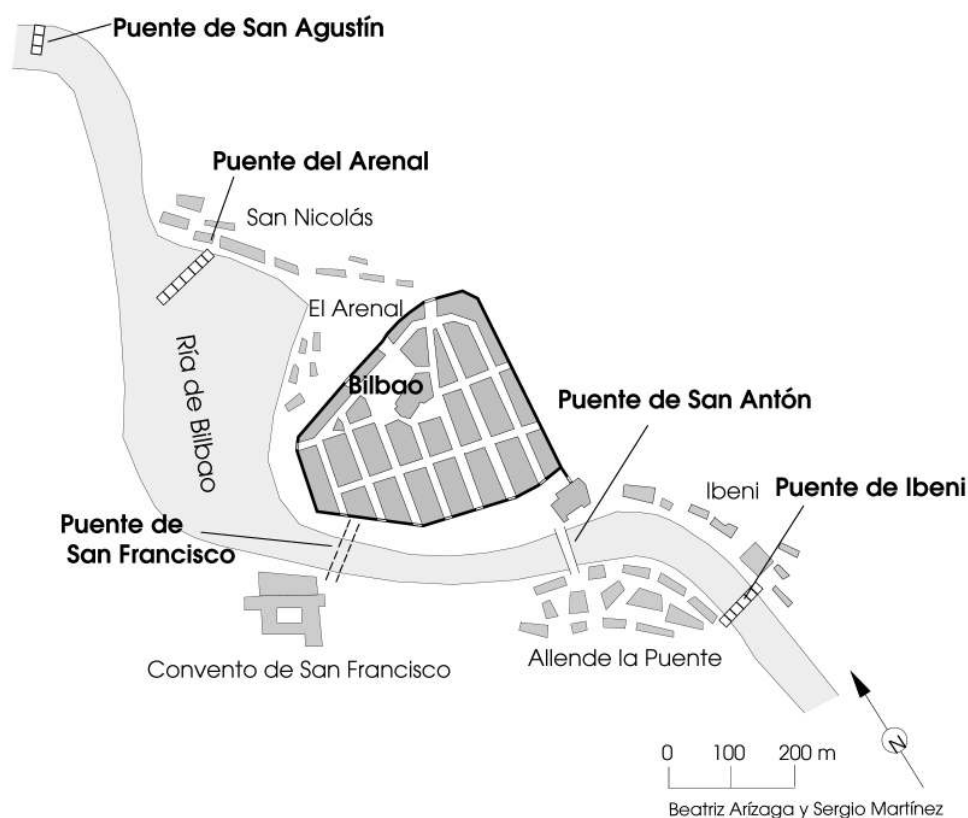 Puente de San Agustín
Puente del Arenal
San Nicolás
El Arenal
Ría de Bilbao
Bilbao
Puente de San Antón
Ibeni
Puente de Ibeni
Puente de
San Francisco
Convento de San Francisco
Allende la Puente
N
0 100 200 m
Beatriz Arízaga y Sergio Martínez